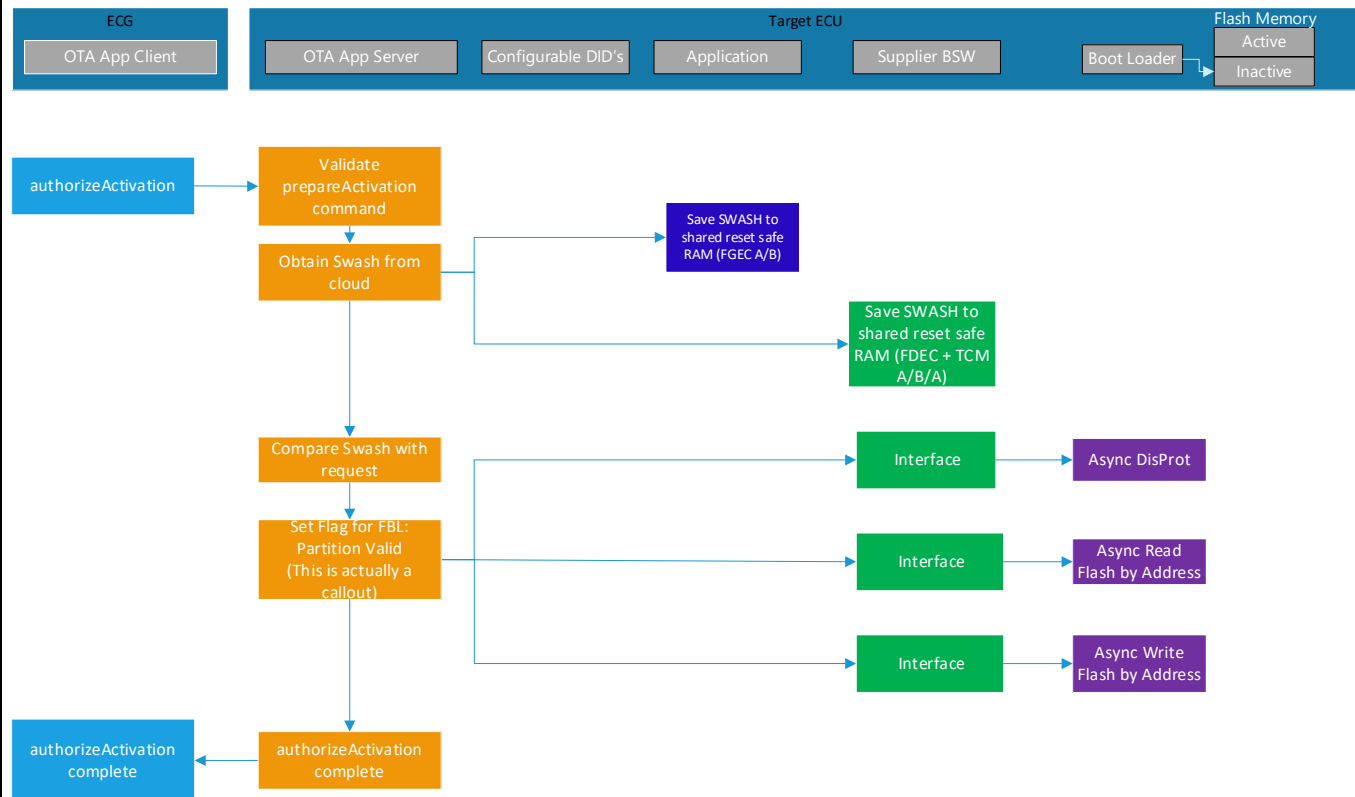 ECG
Target ECU
Flash Memory
OTA App Client
OTA App Server
Configurable DID's
Application
Supplier BSW
Boot Loader
Active
Inactive
authorizeActivation
Validate
prepareActivation
command
Save SWASH to
shared reset safe
RAM (FGEC A/B)
Obtain Swash from
cloud
Save SWASH to
shared reset safe
RAM (FDEC + TCM
A/B/A)
Compare Swash with
request
Interface
Async DisProt
Set Flag for FBL:
Partition Valid
(This is actually a
callout)
Interface
Async Read
Flash by Address
Interface
Async Write
Flash by Address
authorizeActivation
complete
authorizeActivation
complete